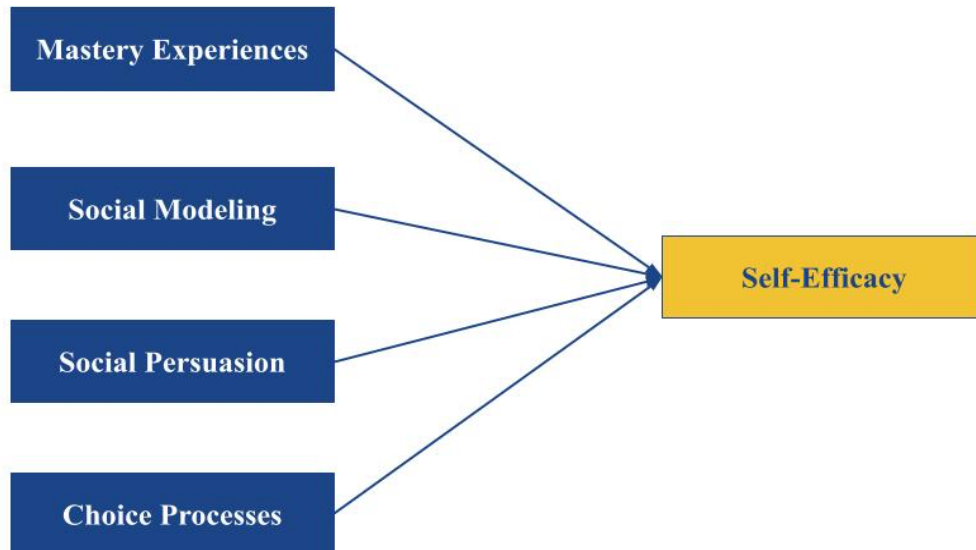 Mastery Experiences
Social Modeling
Self-Efficacy
Social Persuasion
Choice Processes